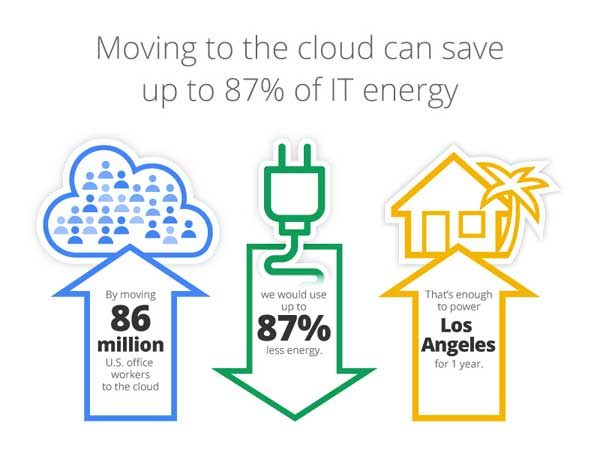 Moving to the cloud can save
up to 87% of IT energy
By moving
86
million
U.S. office
workers
to the cloud
we would use
up to
87%
less energy.
That's enough
to power
Los
Angeles
for 1 year.